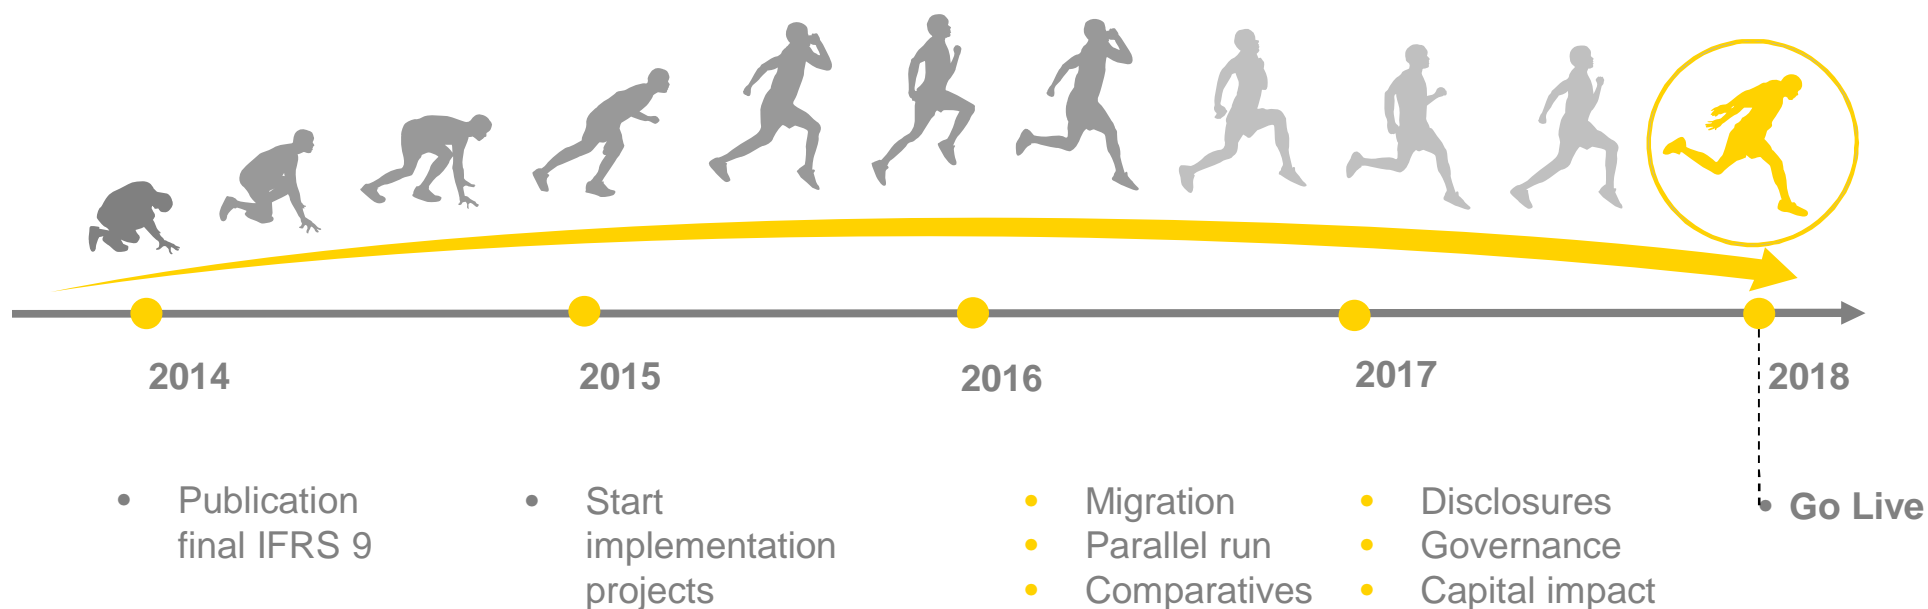 2014
2015
2016
2017
2018
• Publication
final IFRS 9
• Start
implementation
projects
• Migration
• Parallel run
• Comparatives
• Disclosures
• Governance
• Capital impact
• Go Live